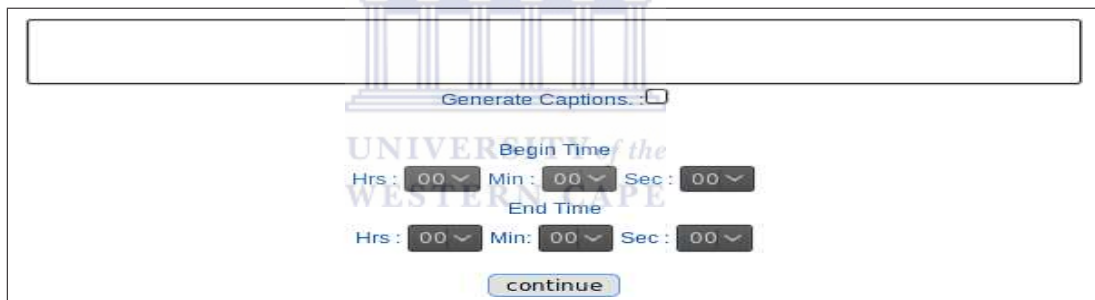 Generate Captions. :
UNIVERSITY of the
Begin Time
Hrs : 00 Min : 00 Sec : 00
WESTERN CAPE
End Time
Hrs : 00 Min: 00 Sec : 00
continue